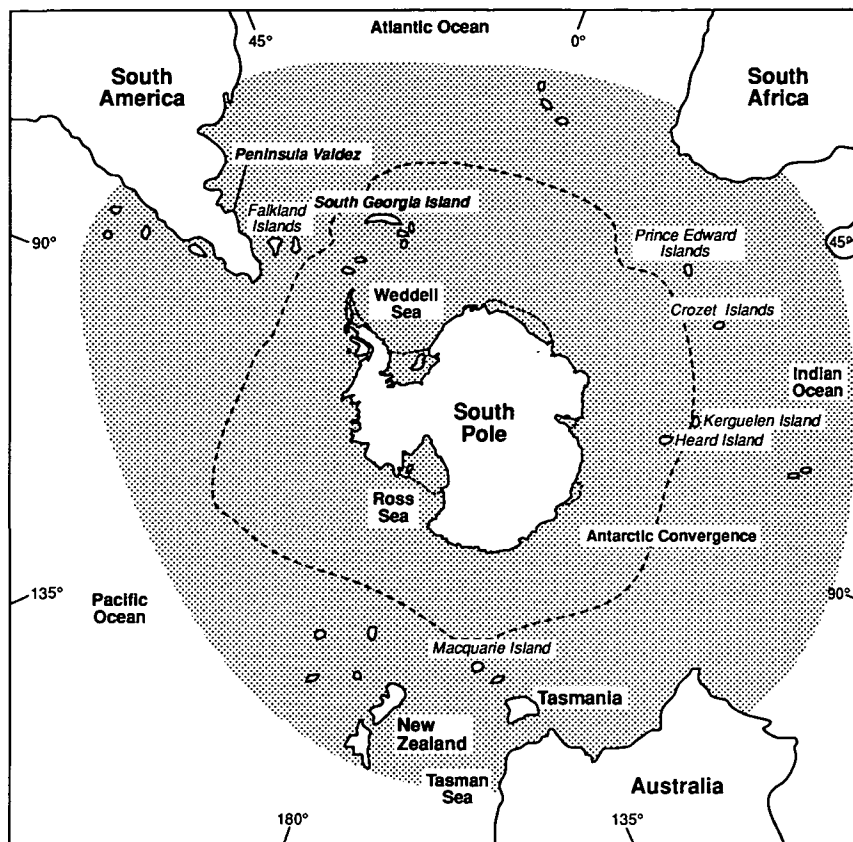 45°
Atlantic Ocean
0°
South
America
South
Africa
Peninsula Valdez
South Georgia Island
Falkland
Islands
90°
Prince Edward
Islands
45°
Weddell
Sea
Crozet Islands
Indian
Ocean
South
Pole
Kerguelen Island
Heard Island
Ross
Sea
Antarctic Convergence
135°
Pacific
Ocean
90°
Macquarie Island
Tasmania
New
Zealand
Tasman
Sea
Australia
180°
135°